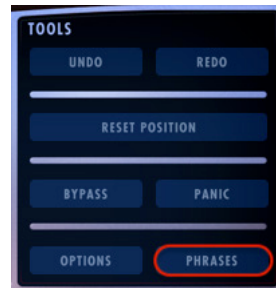 TOOLS
UNDO REDO
RESET POSITION
BYPASS PANIC
OPTIONS PHRASES